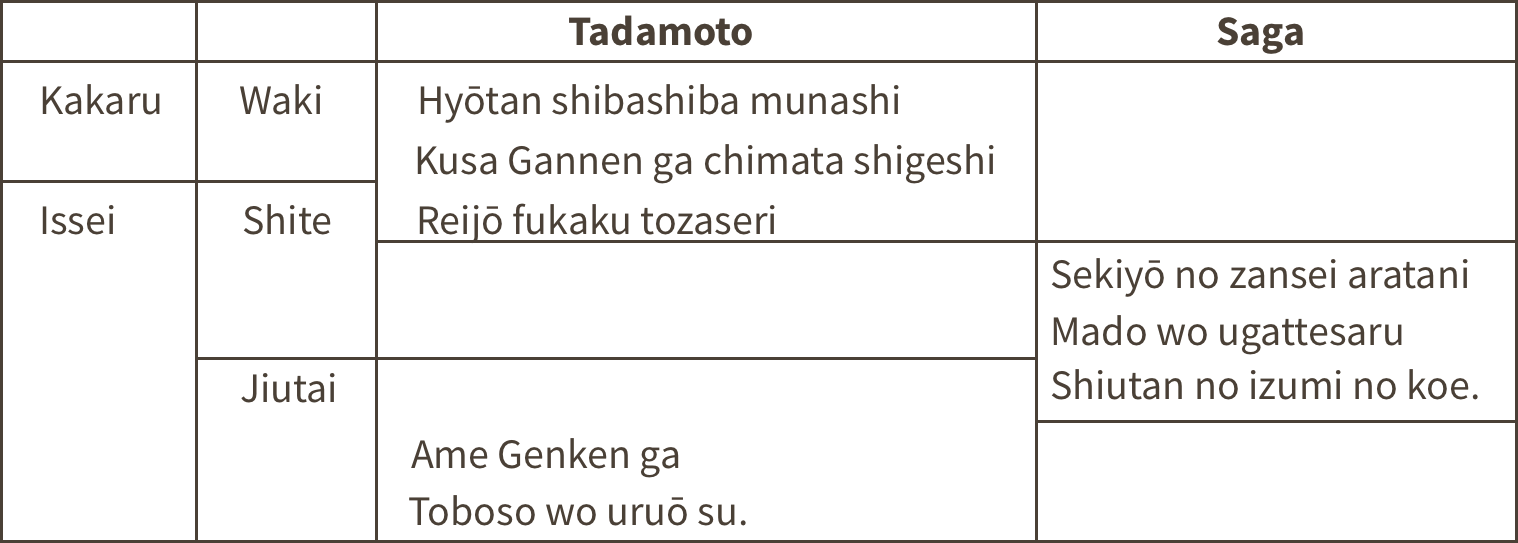 Tadamoto Saga
Kakaru Waki Hyōtan shibashiba munashi
Kusa Gannen ga chimata shigeshi
Issei Shite Reijō fukaku tozaseri
Sekiyō no zansei aratani
Mado wo ugattesaru
Jiutai Shiutan no izumi no koe.
Ame Genken ga
Toboso wo uruō su.